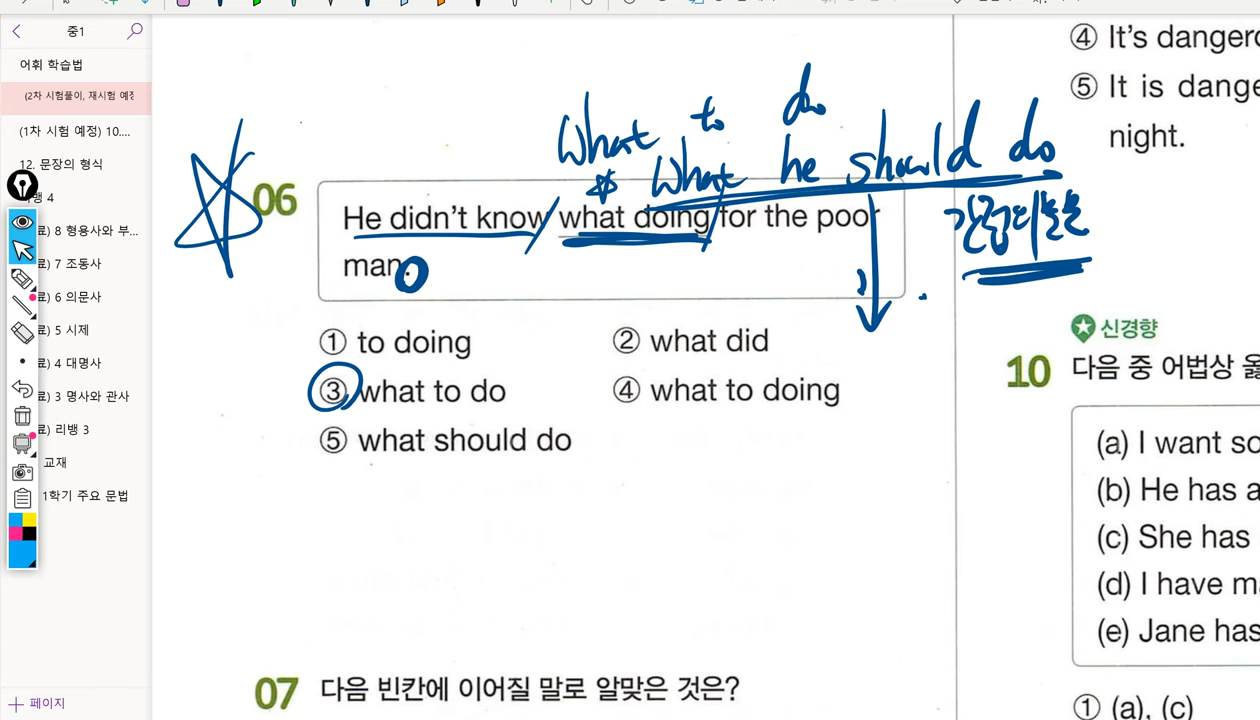 중1
어휘 학습법
(2차 시험풀이, 재시험 예정
(1차 시험 예정) 10....
12. 문장의 형식
뱅 4
료) 8 형용사와 부...
료) 7 조동사
료) 6 의문사
료) 5 시제
료) 4 대명사
료) 3 명사와 관사
료) 리뱅 3
교재
1학기 주요 문법
페이지
what to do
what he should do
간접의문문
06
He didn't know what doing for the poor
man.
① to doing
② what did
③ what to do
④ what to doing
⑤ what should do
07 다음 빈칸에 이어질 말로 알맞은 것은?
④ It's dangero
⑤ It is dange
night.
신경향
10 다음 중 어법상 옳
(a) I want so
(b) He has a
(c) She has
(d) I have m
(e) Jane has
① (a), (c)